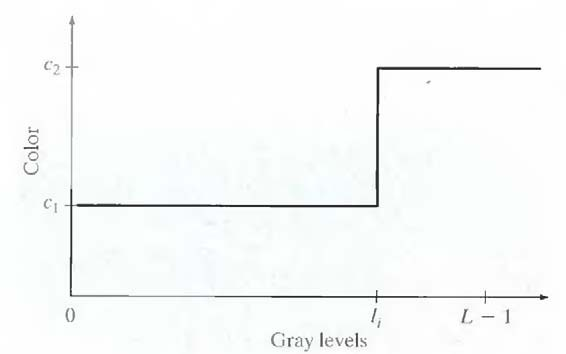 c₂
Color
c₁
0
lᵢ
L − 1
Gray levels